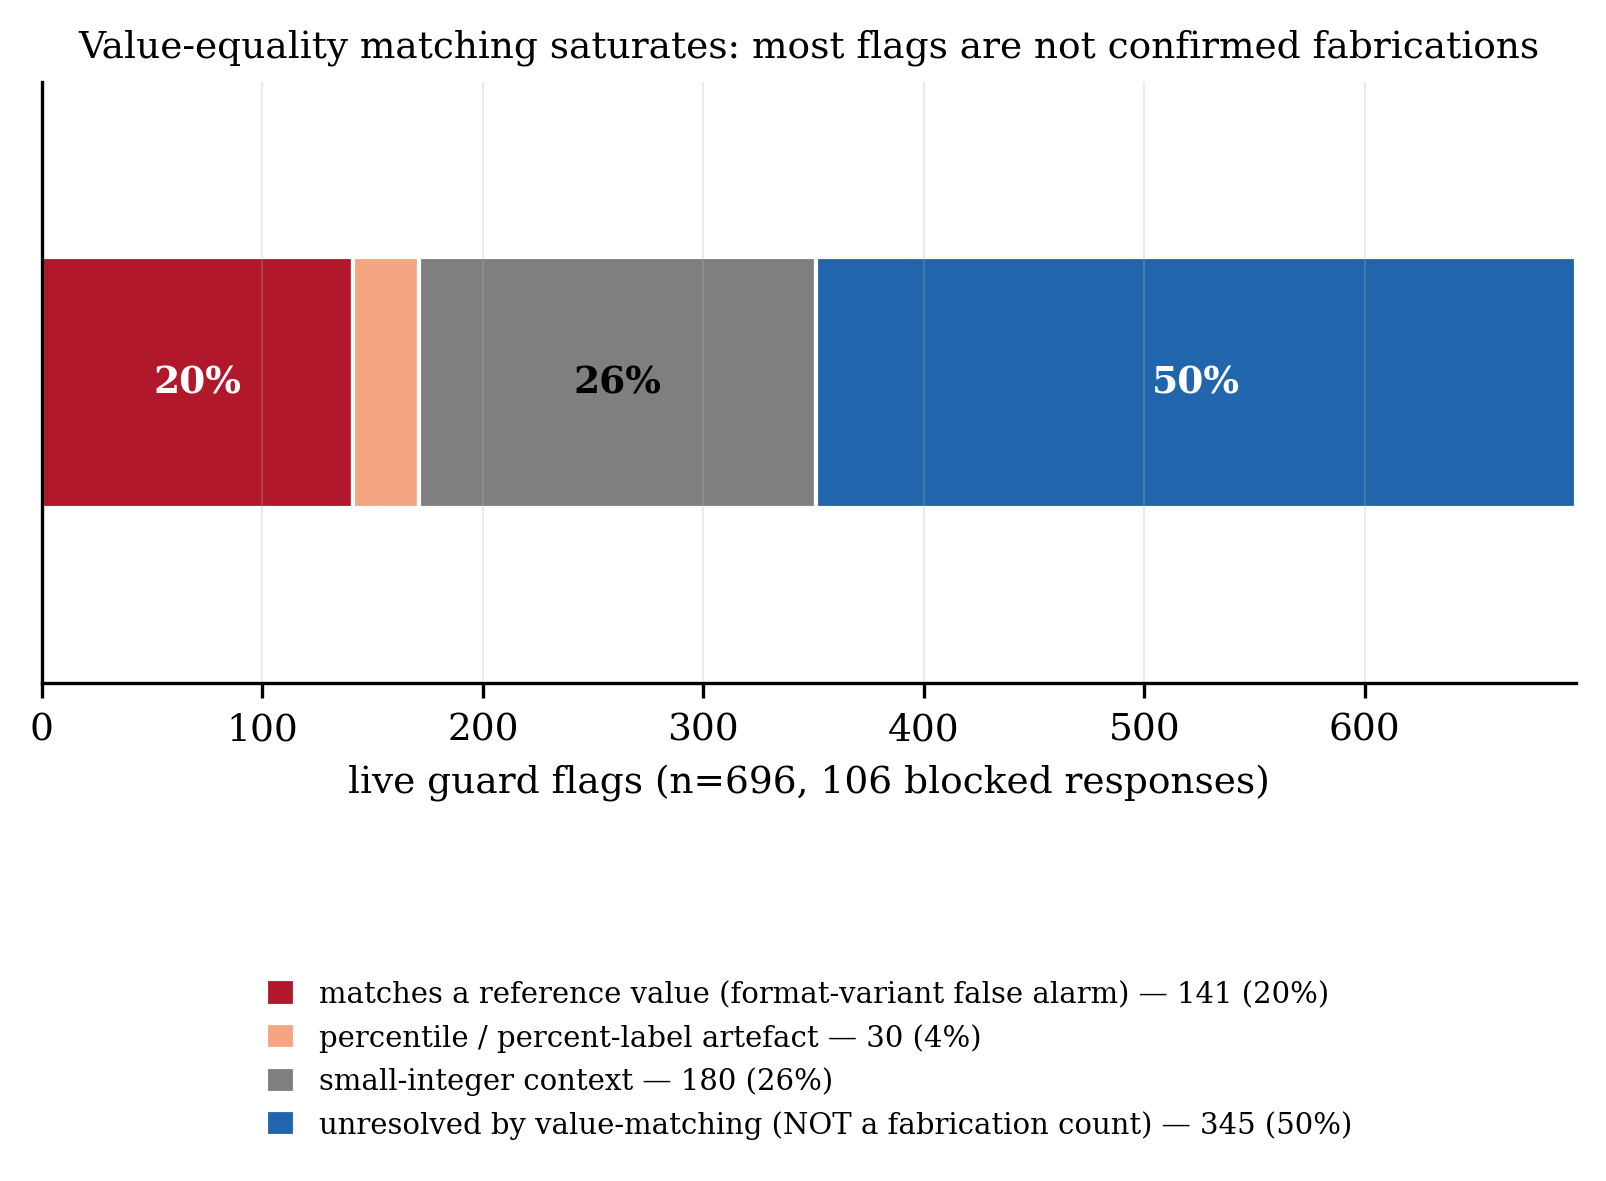 Value-equality matching saturates: most flags are not confirmed fabrications
20%
26%
50%
0
100
200
300
400
500
600
live guard flags (n=696, 106 blocked responses)
matches a reference value (format-variant false alarm) — 141 (20%)
percentile / percent-label artefact — 30 (4%)
small-integer context — 180 (26%)
unresolved by value-matching (NOT a fabrication count) — 345 (50%)